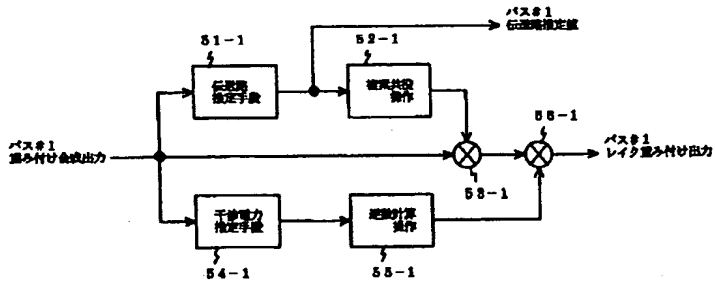 パス#1
伝送路推定値
51-1
52-1
伝送路
推定手段
複素共役
操作
56-1
パス#1
重み付け合成出力
パス#1
レイク重み付け出力
53-1
干渉電力
推定手段
逆数計算
操作
54-1
55-1